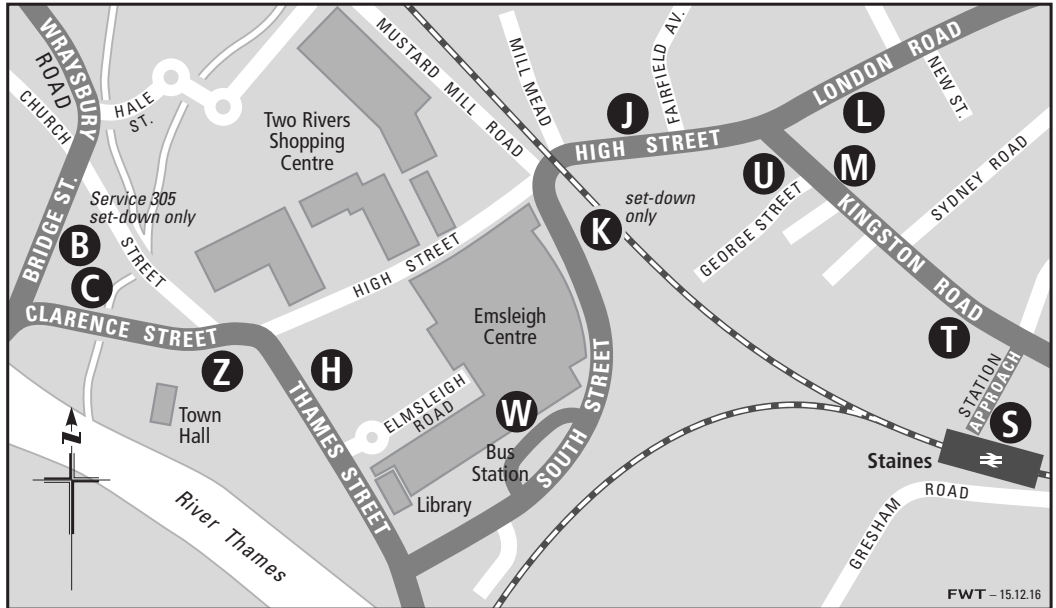 WRAYSBURY
ROAD
CHURCH
STREET
HALE
ST.
MUSTARD MILL ROAD
MILL MEAD
FAIRFIELD AV.
LONDON ROAD
NEW ST.
Two Rivers
Shopping
Centre
J
HIGH STREET
L
M
U
SYDNEY ROAD
BRIDGE ST.
Service 305
set-down only
B
C
set-down
only
K
GEORGE STREET
KINGSTON ROAD
HIGH STREET
CLARENCE STREET
Emsleigh
Centre
Z
H
T
Town
Hall
THAMES STREET
ELMSLEIGH
ROAD
W
Bus
Station
SOUTH STREET
STATION
APPROACH
S
Staines
N
Library
River Thames
GRESHAM ROAD
FWT – 15.12.16